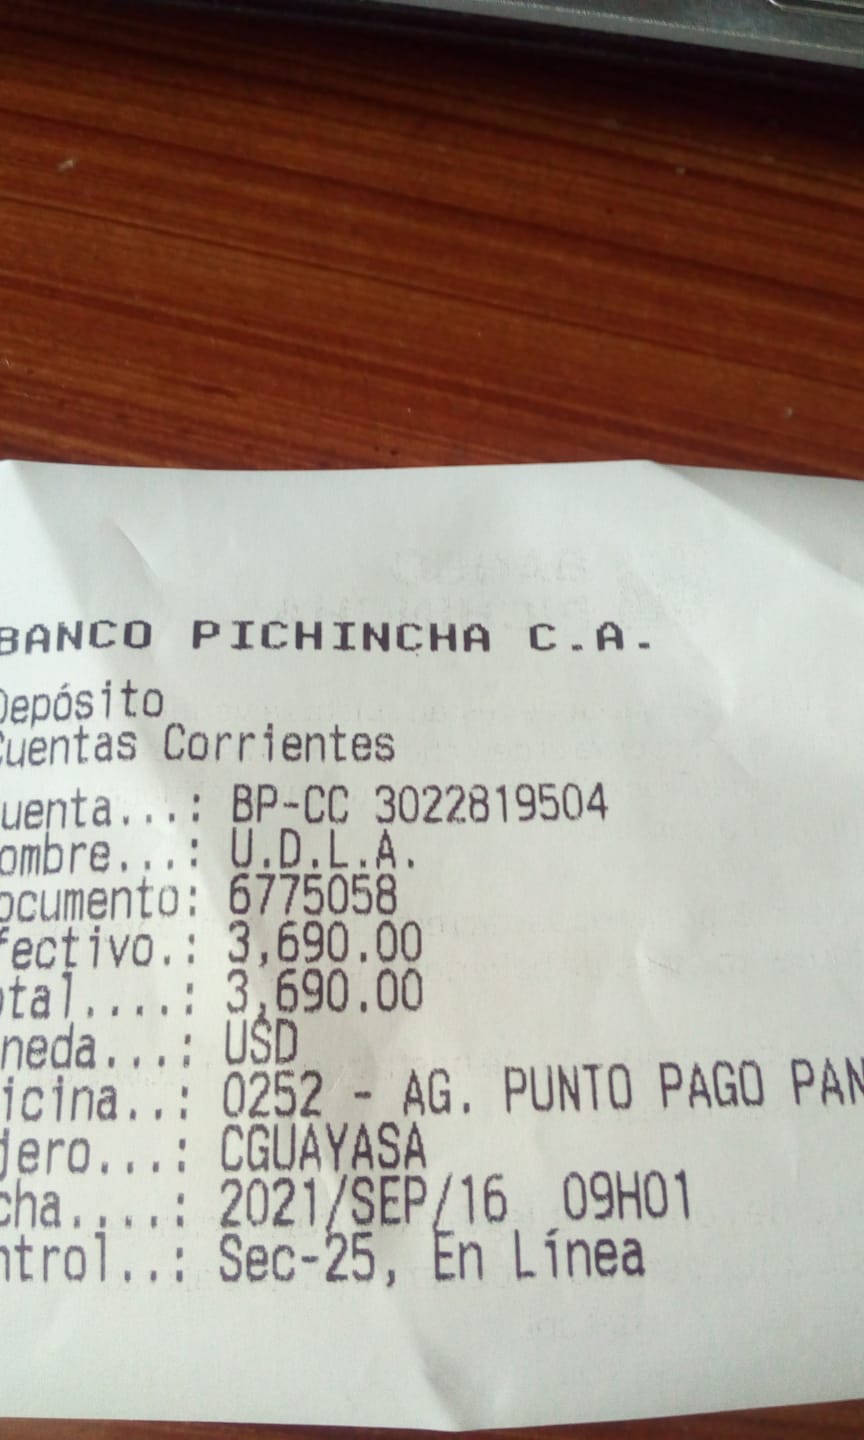 BANCO PICHINCHA C.A.
Depósito
Cuentas Corrientes
uenta...: BP-CC 3022819504
ombre...: U.D.L.A.
ocumento: 6775058
fectivo.: 3,690.00
otal....: 3,690.00
neda...: USD
icina..: 0252 - AG. PUNTO PAGO PAN
jero...: CGUAYASA
cha....: 2021/SEP/16 09H01
ntrol..: Sec-25, En Línea